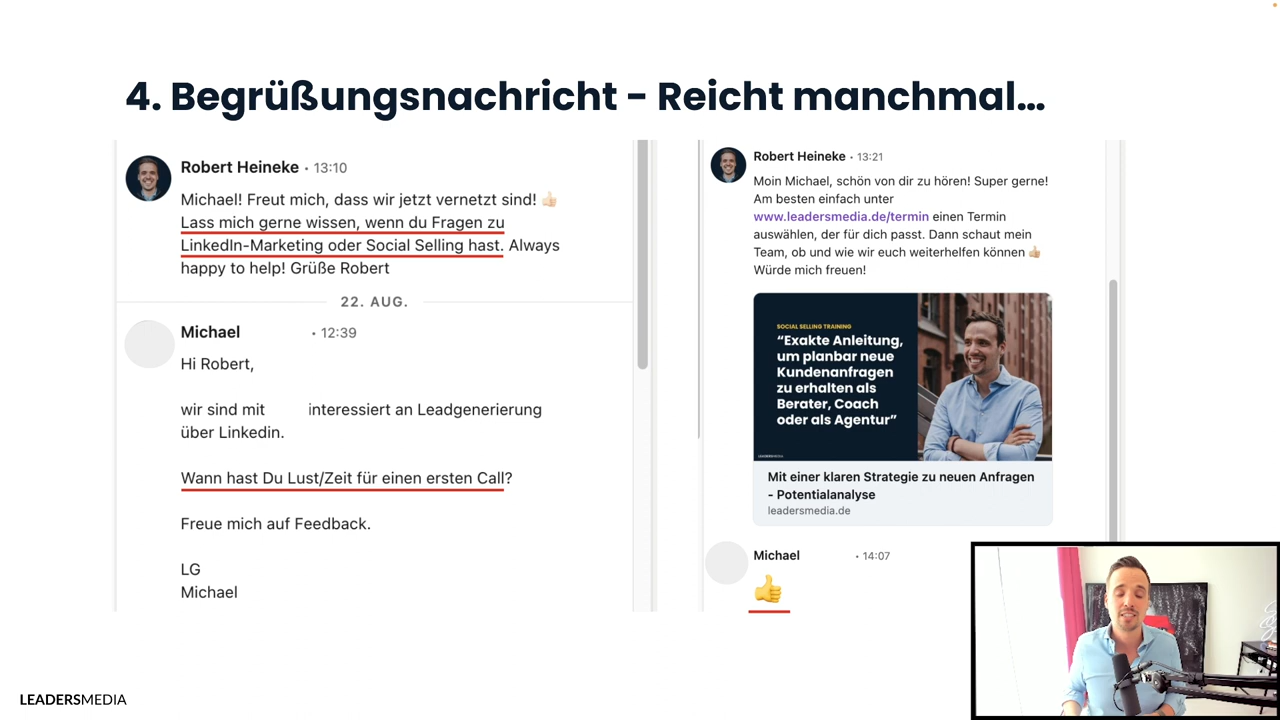 4. Begrüßungsnachricht - Reicht manchmal...
Robert Heineke • 13:10
Michael! Freut mich, dass wir jetzt vernetzt sind! 👍🏻
Lass mich gerne wissen, wenn du Fragen zu
LinkedIn-Marketing oder Social Selling hast. Always
happy to help! Grüße Robert
22. AUG.
Michael • 12:39
Hi Robert,
wir sind mit interessiert an Leadgenerierung
über Linkedin.
Wann hast Du Lust/Zeit für einen ersten Call?
Freue mich auf Feedback.
LG
Michael
Robert Heineke • 13:21
Moin Michael, schön von dir zu hören! Super gerne!
Am besten einfach unter
www.leadersmedia.de/termin einen Termin
auswählen, der für dich passt. Dann schaut mein
Team, ob und wie wir euch weiterhelfen können 👍🏻
Würde mich freuen!
SOCIAL SELLING TRAINING
“Exakte Anleitung,
um planbar neue
Kundenanfragen
zu erhalten als
Berater, Coach
oder als Agentur”
LEADERSMEDIA
Mit einer klaren Strategie zu neuen Anfragen
- Potentialanalyse
leadersmedia.de
Michael • 14:07
👍
LEADERSMEDIA